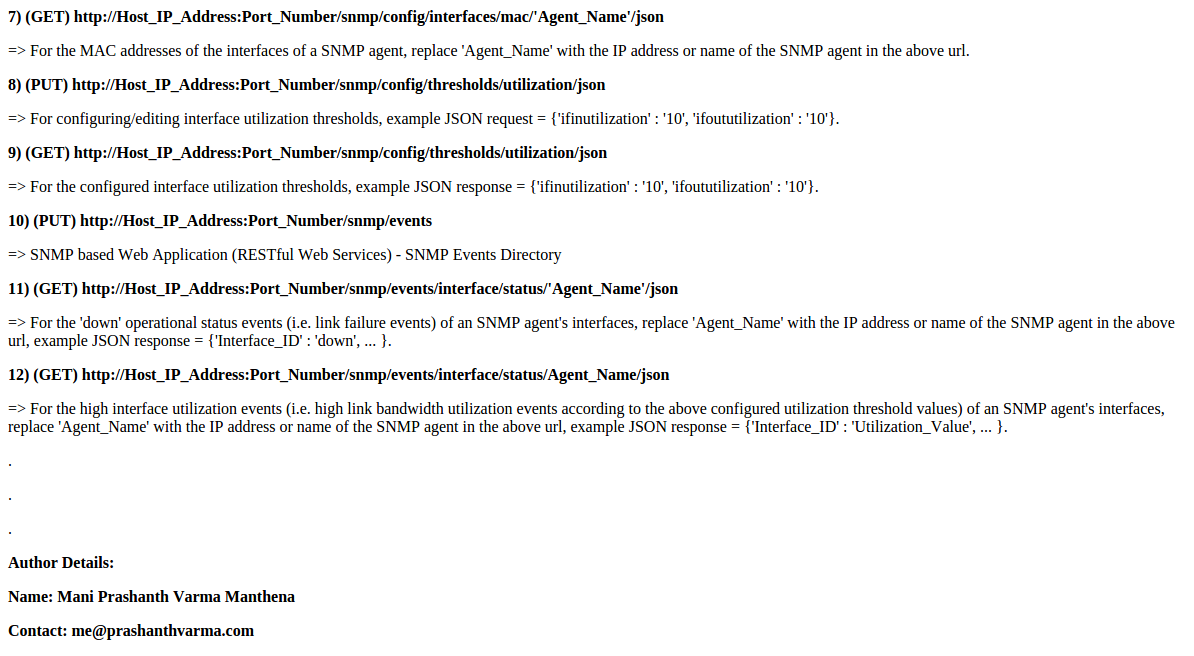 7) (GET) http://Host_IP_Address:Port_Number/snmp/config/interfaces/mac/'Agent_Name'/json
=> For the MAC addresses of the interfaces of a SNMP agent, replace 'Agent_Name' with the IP address or name of the SNMP agent in the above url.
8) (PUT) http://Host_IP_Address:Port_Number/snmp/config/thresholds/utilization/json
=> For configuring/editing interface utilization thresholds, example JSON request = {'ifinutilization' : '10', 'ifoututilization' : '10'}.
9) (GET) http://Host_IP_Address:Port_Number/snmp/config/thresholds/utilization/json
=> For the configured interface utilization thresholds, example JSON response = {'ifinutilization' : '10', 'ifoututilization' : '10'}.
10) (PUT) http://Host_IP_Address:Port_Number/snmp/events
=> SNMP based Web Application (RESTful Web Services) - SNMP Events Directory
11) (GET) http://Host_IP_Address:Port_Number/snmp/events/interface/status/'Agent_Name'/json
=> For the 'down' operational status events (i.e. link failure events) of an SNMP agent's interfaces, replace 'Agent_Name' with the IP address or name of the SNMP agent in the above
url, example JSON response = {'Interface_ID' : 'down', ... }.
12) (GET) http://Host_IP_Address:Port_Number/snmp/events/interface/status/Agent_Name/json
=> For the high interface utilization events (i.e. high link bandwidth utilization events according to the above configured utilization threshold values) of an SNMP agent's interfaces,
replace 'Agent_Name' with the IP address or name of the SNMP agent in the above url, example JSON response = {'Interface_ID' : 'Utilization_Value', ... }.
.
.
.
Author Details:
Name: Mani Prashanth Varma Manthena
Contact: me@prashanthvarma.com